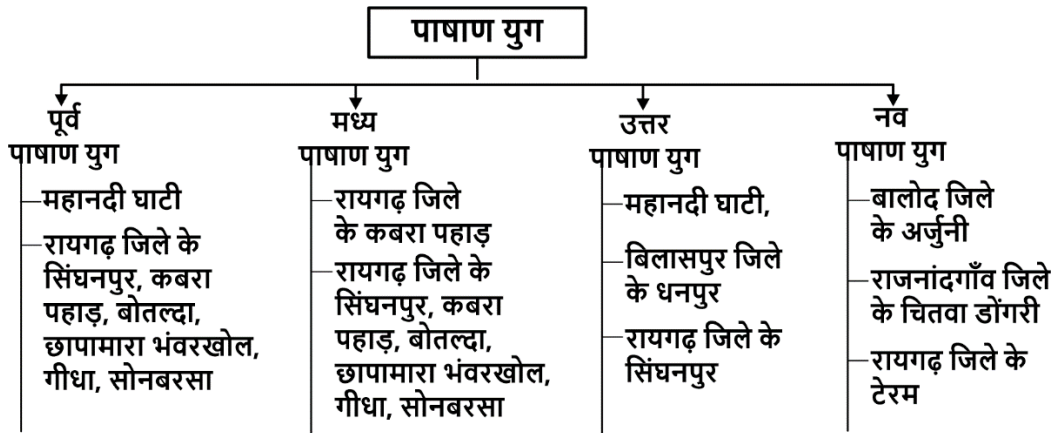 पाषाण युग
पूर्व
पाषाण युग
महानदी घाटी
रायगढ़ जिले के
सिंघनपुर, कबरा
पहाड़, बोतल्दा,
छापामारा भंवरखोल,
गीधा, सोनबरसा
मध्य
पाषाण युग
रायगढ़ जिले
के कबरा पहाड़
रायगढ़ जिले के
सिंघनपुर, कबरा
पहाड़, बोतल्दा,
छापामारा भंवरखोल,
गीधा, सोनबरसा
उत्तर
पाषाण युग
महानदी घाटी,
बिलासपुर जिले
के धनपुर
रायगढ़ जिले के
सिंघनपुर
नव
पाषाण युग
बालोद जिले
के अर्जुनी
राजनांदगाँव जिले
के चितवा डोंगरी
रायगढ़ जिले के
टेरम